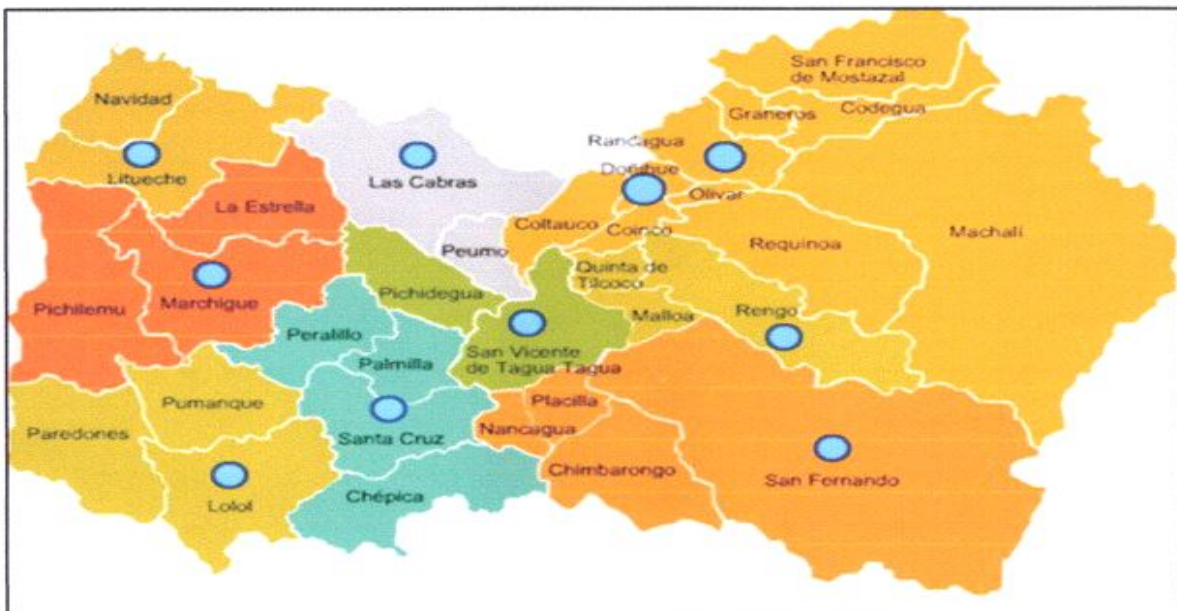 San Francisco
de Mostazal
Navidad
Graneros
Codegua
Rancagua
Litueche
Las Cabras
Doñihue
Olivar
La Estrella
Coltauco
Coinco
Requinoa
Machalí
Peumo
Quinta de
Tilcoco
Pichilemu
Marchigue
Pichidegua
Malloa
Rengo
Peralillo
Palmilla
San Vicente
de Tagua Tagua
Pumanque
Placilla
Paredones
Santa Cruz
Nancagua
Chimbarongo
San Fernando
Lolol
Chépica